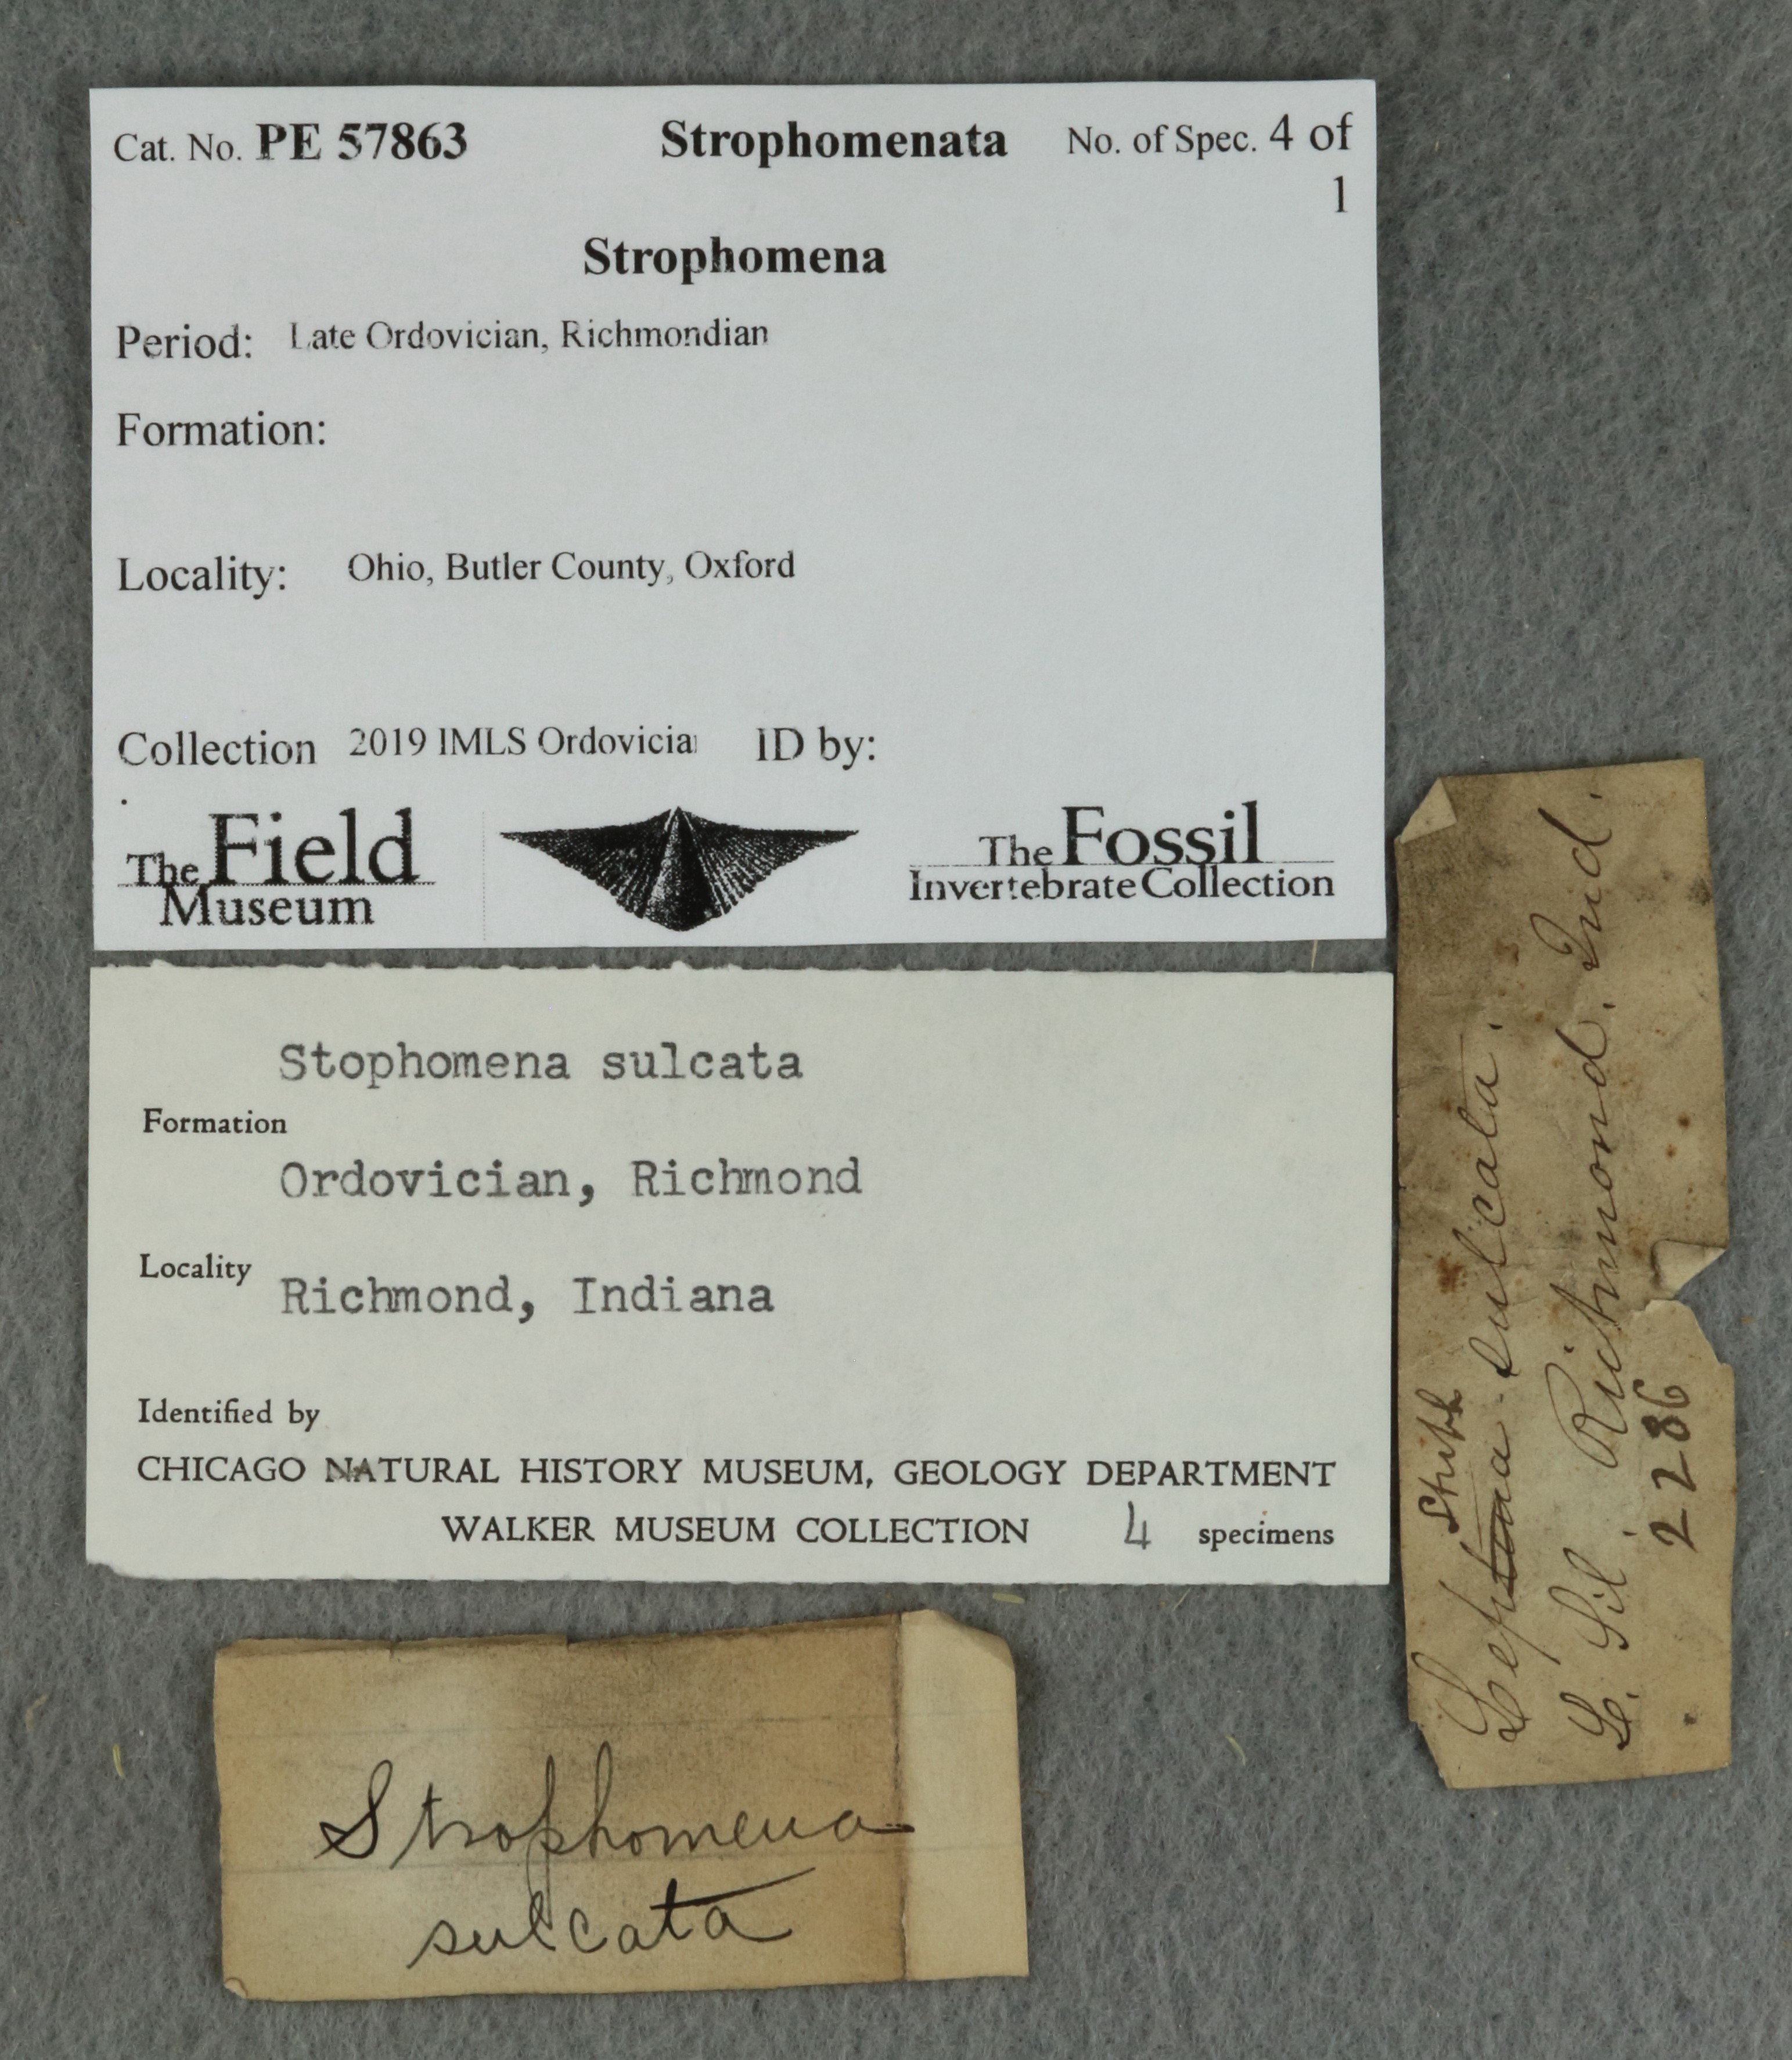 Cat. No. PE 57863 Strophomenata No. of Spec. 4 of
1
Strophomena
Period: Late Ordovician, Richmondian
Formation:
Locality: Ohio, Butler County, Oxford
Collection 2019 IMLS Ordovicia ID by:
The Field Museum
The Fossil
Invertebrate Collection
Stophomena sulcata
Formation
Ordovician, Richmond
Locality
Richmond, Indiana
Identified by
CHICAGO NATURAL HISTORY MUSEUM, GEOLOGY DEPARTMENT
WALKER MUSEUM COLLECTION 4 specimens
Strophomena
sulcata
sulcata.
L. Sil. Richmond. Ind.
2286